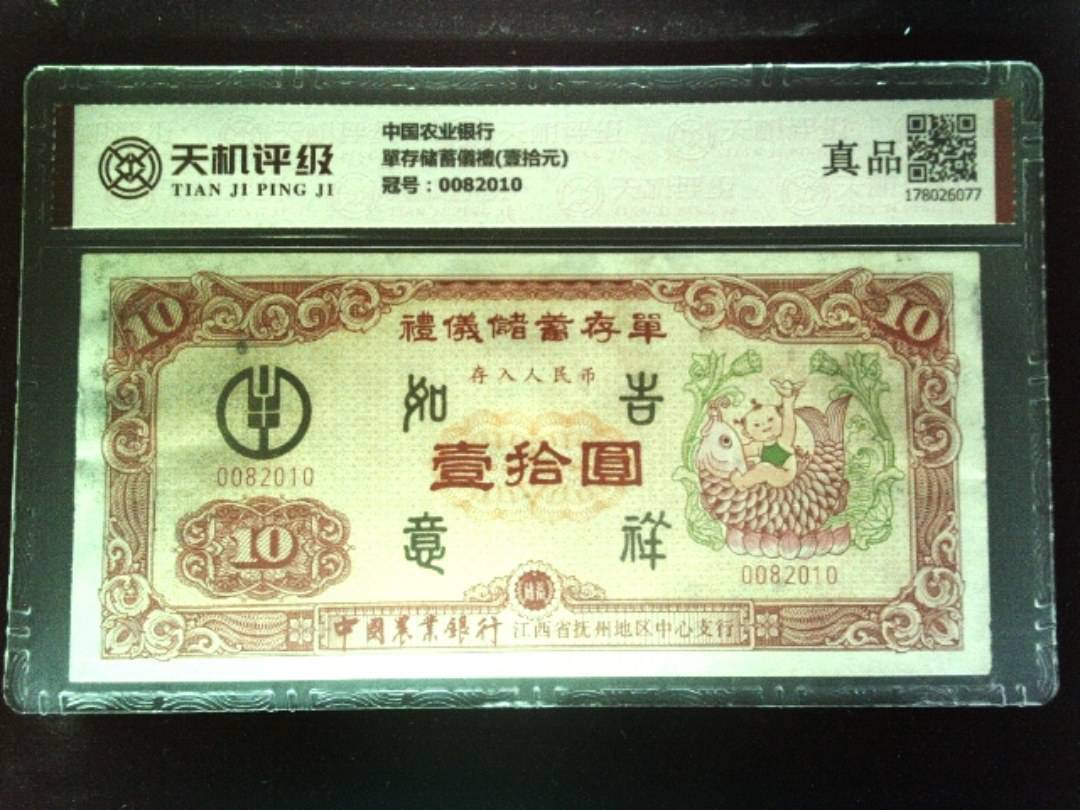 天机评级
TIAN JI PING JI
中国农业银行
單存储蓄儀禮(壹拾元)
冠号：0082010
真品
178026077
10
10
禮儀儲蓄存單
存入人民币
如
吉
壹拾圓
0082010
意
祥
10
0082010
中國農業銀行 江西省抚州地区中心支行